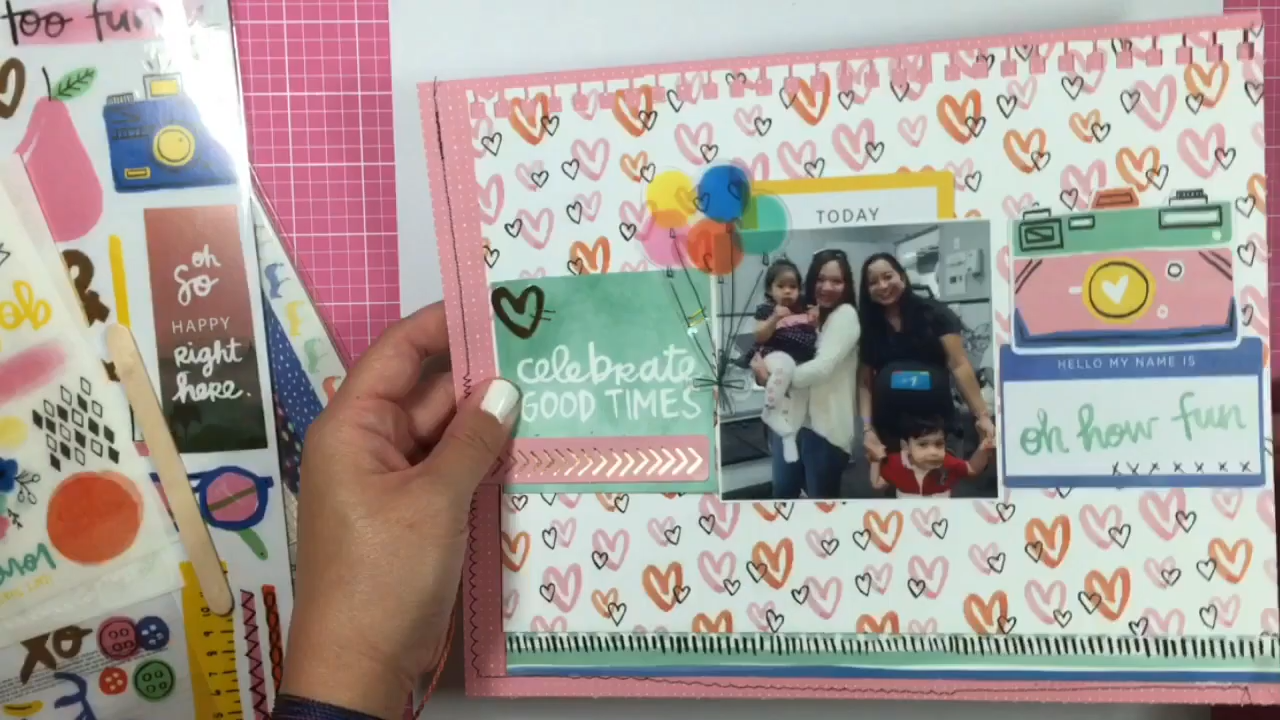 too fun
oh
so
HAPPY
right
here.
xo
TODAY
celebrate
GOOD TIMES
HELLO MY NAME IS
oh how fun